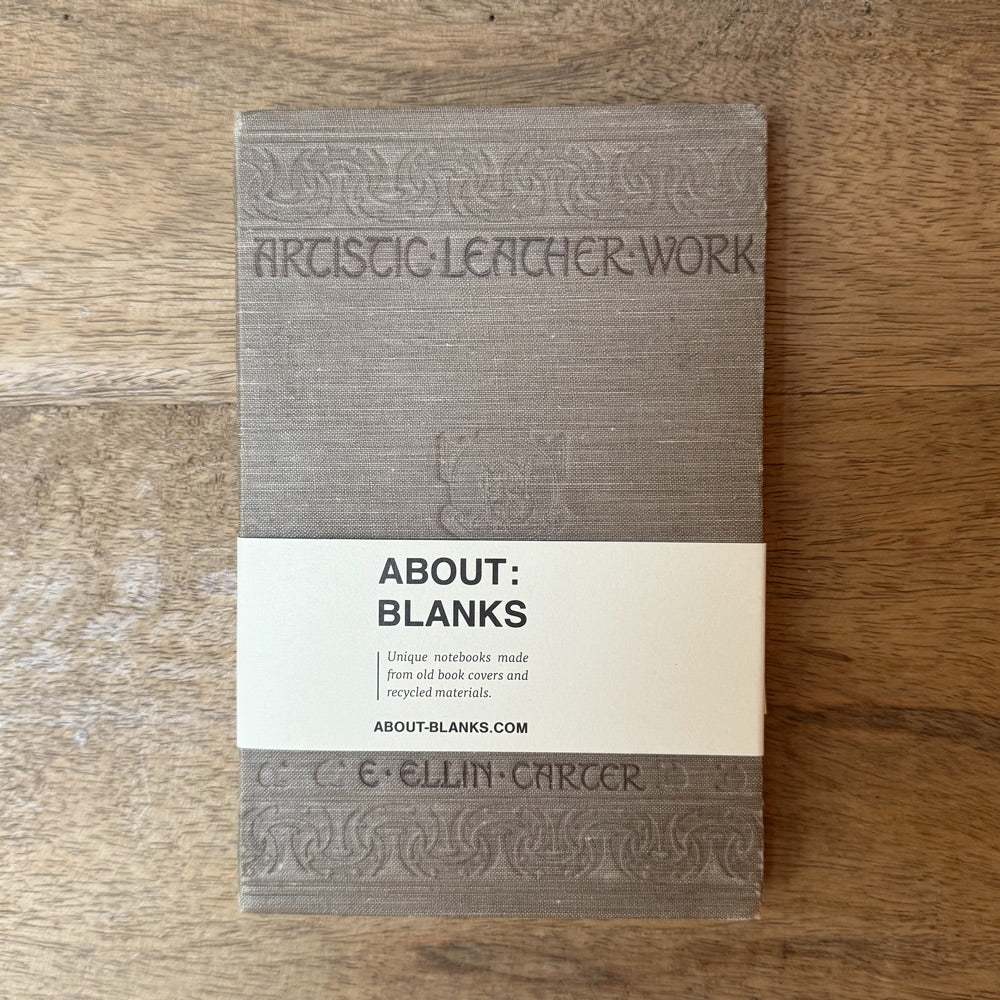 ARTISTIC·LEATHER·WORK
ABOUT:
BLANKS
Unique notebooks made
from old book covers and
recycled materials.
ABOUT-BLANKS.COM
E·ELLIN·CARTER